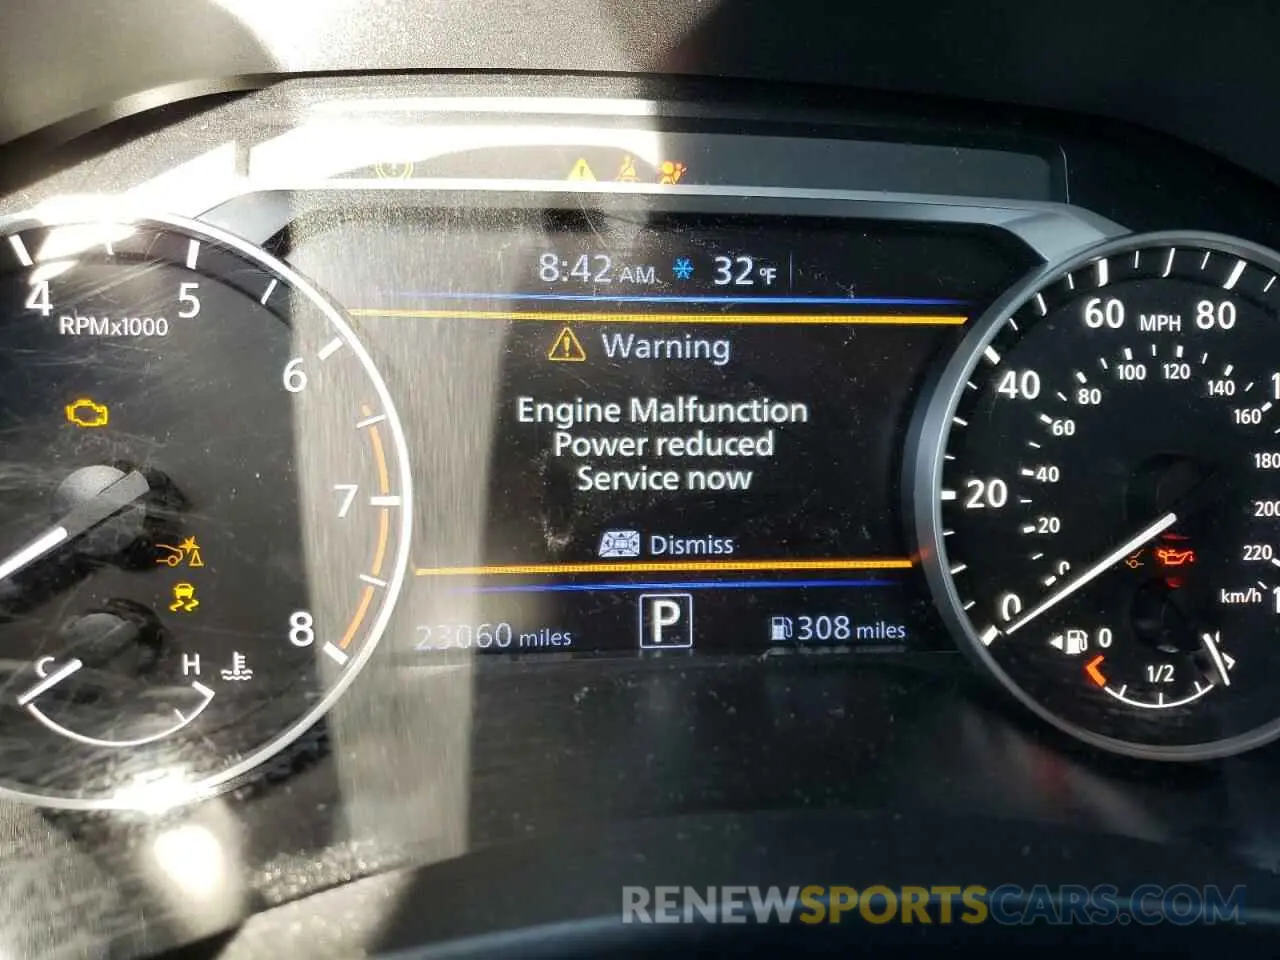 8:42 AM 32 °F
Warning
Engine Malfunction
Power reduced
Service now
Dismiss
23060 miles
P
308 miles
4
5
6
7
8
RPMx1000
C
H
0
20
40
60
80
MPH
0
20
40
60
80
100
120
140
160
180
220
km/h
0
1/2
RENEWSPORTSCARS.COM